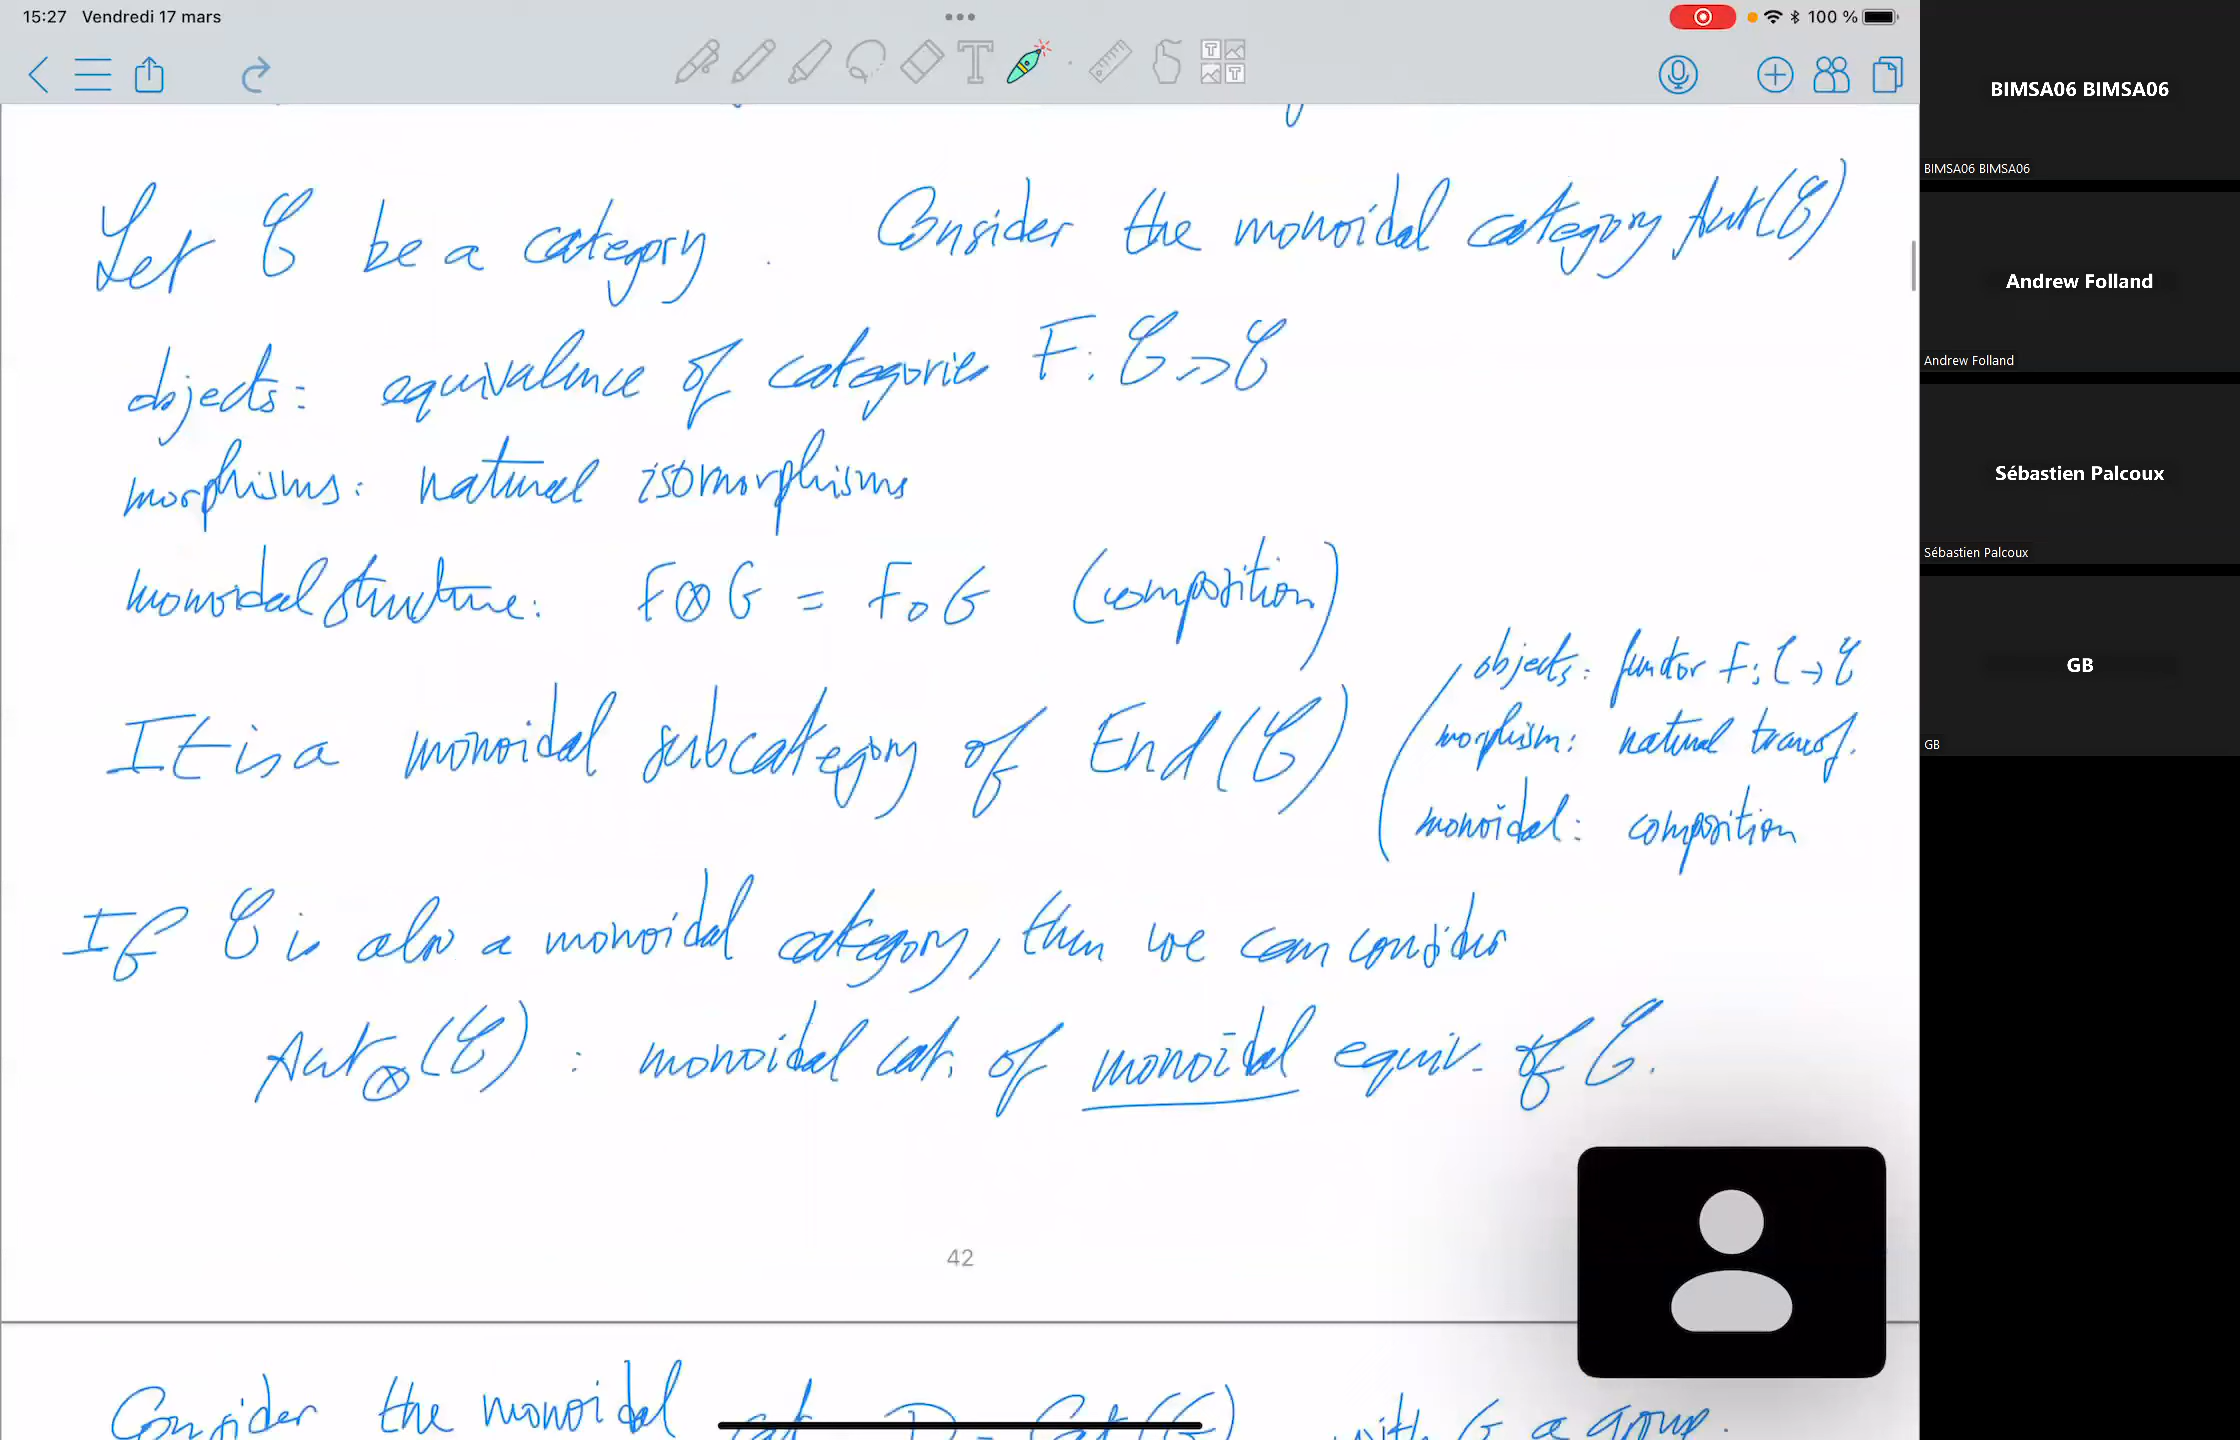 15:27 Vendredi 17 mars
100 %
Let 𝒞 be a category. Consider the monoidal category Aut(𝒞)
objects: equivalence of categories F: 𝒞 → 𝒞
morphisms: natural isomorphisms
monoidal structure: F⊗G = F∘G (composition)
It is a monoidal subcategory of End(𝒞)
objects: functor F: 𝒞 → 𝒞
morphism: natural transf.
monoidal: composition
If 𝒞 is also a monoidal category, then we can consider
Aut⊗(𝒞) : monoidal cat. of monoidal equiv. of 𝒞.
42
Consider the monoidal cat D = Cat(G) with G a group.
BIMSA06 BIMSA06
BIMSA06 BIMSA06
Andrew Folland
Andrew Folland
Sébastien Palcoux
Sébastien Palcoux
GB
GB